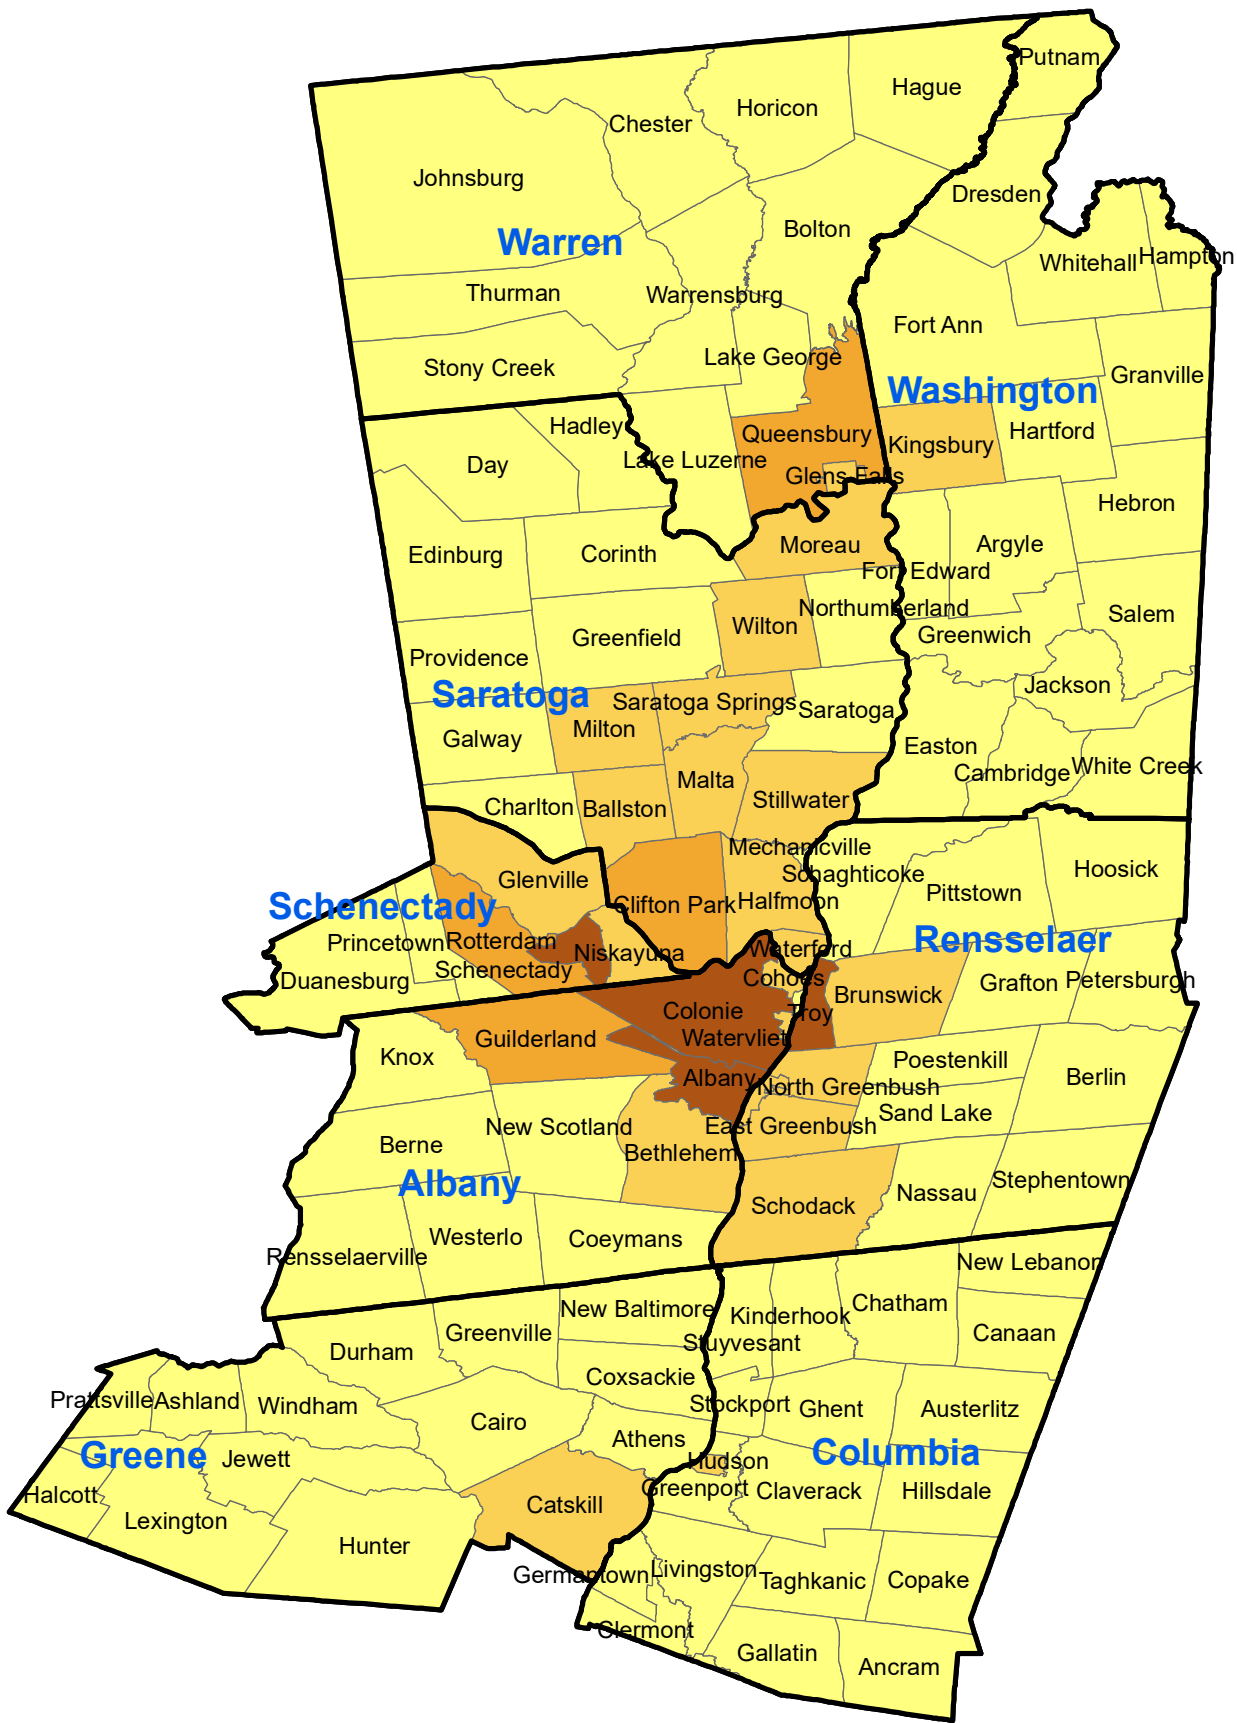 Putnam
Hague
Horicon
Chester
Johnsburg
Dresden
Bolton
Warren
Whitehall
Hampton
Thurman
Warrensburg
Fort Ann
Lake George
Stony Creek
Granville
Washington
Hadley
Queensbury
Hartford
Kingsbury
Lake Luzerne
Day
Glens Falls
Hebron
Moreau
Argyle
Edinburg
Corinth
Fort Edward
Northumberland
Salem
Wilton
Greenwich
Greenfield
Providence
Jackson
Saratoga
Saratoga Springs
Saratoga
Milton
Galway
Easton
Cambridge
White Creek
Malta
Stillwater
Charlton
Ballston
Mechanicville
Schaghticoke
Hoosick
Glenville
Pittstown
Clifton Park
Halfmoon
Schenectady
Rensselaer
Princetown
Rotterdam
Niskayuna
Waterford
Schenectady
Duanesburg
Cohoes
Grafton
Petersburgh
Brunswick
Colonie
Troy
Guilderland
Watervliet
Knox
Poestenkill
Albany
North Greenbush
Berlin
Sand Lake
New Scotland
East Greenbush
Berne
Bethlehem
Albany
Stephentown
Nassau
Schodack
Westerlo
Coeymans
Rensselaerville
New Lebanon
Chatham
New Baltimore
Kinderhook
Greenville
Stuyvesant
Canaan
Durham
Coxsackie
Prattsville
Ashland
Windham
Stockport
Ghent
Austerlitz
Cairo
Athens
Greene
Jewett
Columbia
Hudson
Greenport
Claverack
Hillsdale
Halcott
Catskill
Lexington
Hunter
Germantown
Livingston
Taghkanic
Copake
Clermont
Gallatin
Ancram